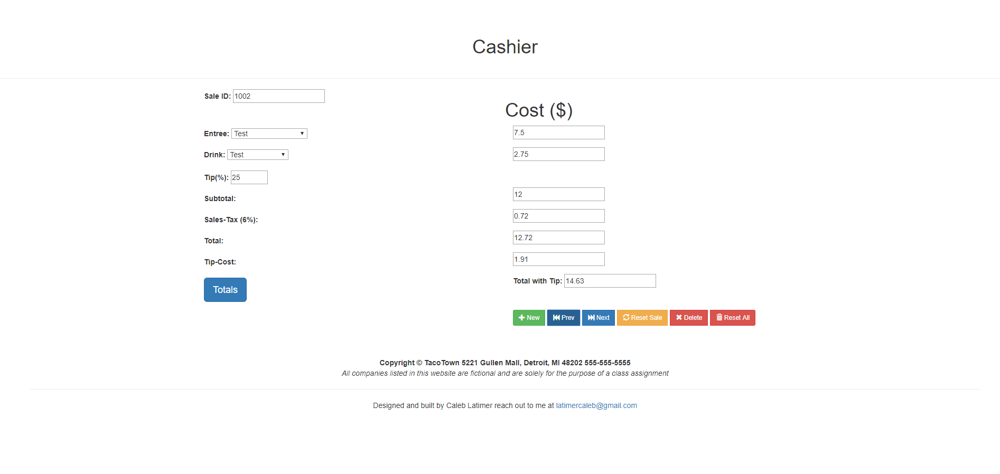 Cashier
Sale ID: 1002
Cost ($)
Entree: Test 7.5
Drink: Test 2.75
Tip(%): 25
Subtotal: 12
Sales-Tax (6%): 0.72
Total: 12.72
Tip-Cost: 1.91
Totals
Total with Tip: 14.63
New Prev Next Reset Sale Delete Reset All
Copyright © TacoTown 5221 Gullen Mall, Detroit, MI 48202 555-555-5555
All companies listed in this website are fictional and are solely for the purpose of a class assignment
Designed and built by Caleb Latimer reach out to me at latimercaleb@gmail.com